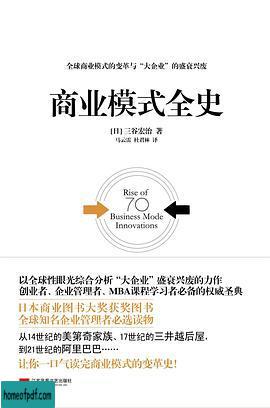 全球商业模式的变革与“大企业”的盛衰兴废
商业模式全史
[日] 三谷宏治 著
马云雷 杜君林 译
Rise of
70
Business Mode
Innovations
以全球性眼光综合分析“大企业”盛衰兴废的力作
创业者、企业管理者、MBA课程学习者必备的权威圣典
日本商业图书大奖获奖图书
全球知名企业管理者必选读物
从14世纪的美第奇家族、17世纪的三井越后屋，
到21世纪的阿里巴巴……
让你一口气读完商业模式的变革史！
homeofpdf.com